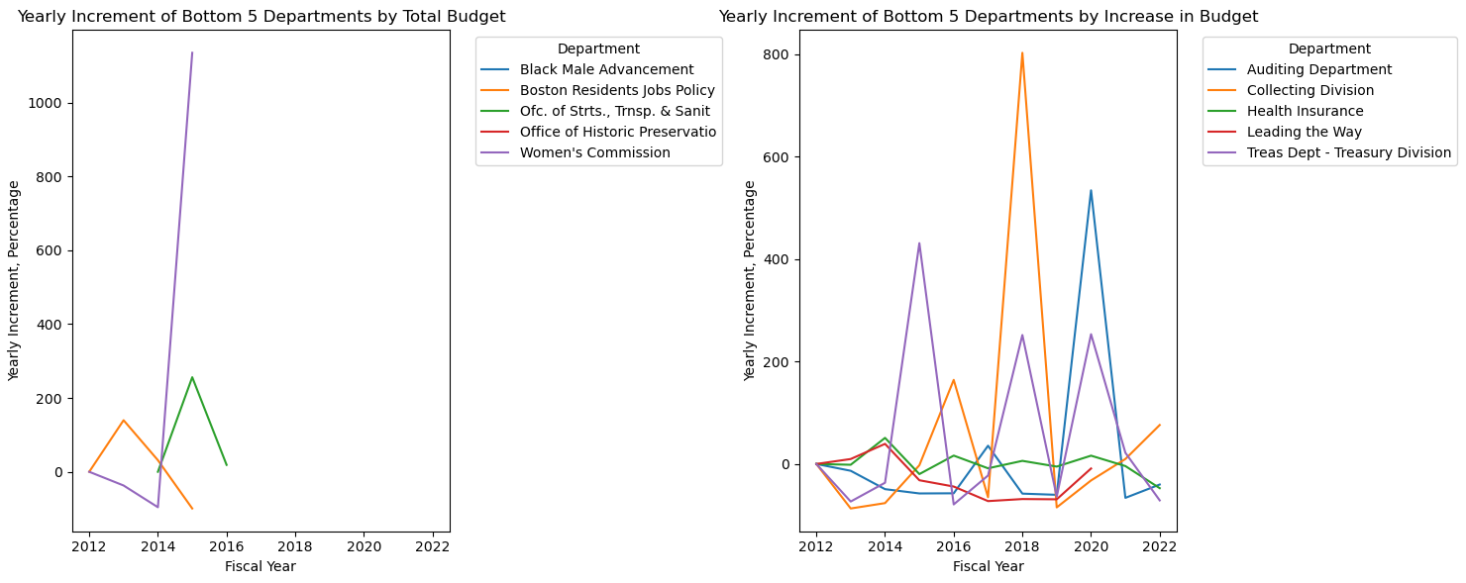 Yearly Increment of Bottom 5 Departments by Total Budget
Yearly Increment, Percentage
1000
800
600
400
200
0
2012 2014 2016 2018 2020 2022
Fiscal Year
Department
Black Male Advancement
Boston Residents Jobs Policy
Ofc. of Strts., Trnsp. & Sanit
Office of Historic Preservatio
Women's Commission
Yearly Increment of Bottom 5 Departments by Increase in Budget
Yearly Increment, Percentage
800
600
400
200
0
2012 2014 2016 2018 2020 2022
Fiscal Year
Department
Auditing Department
Collecting Division
Health Insurance
Leading the Way
Treas Dept - Treasury Division